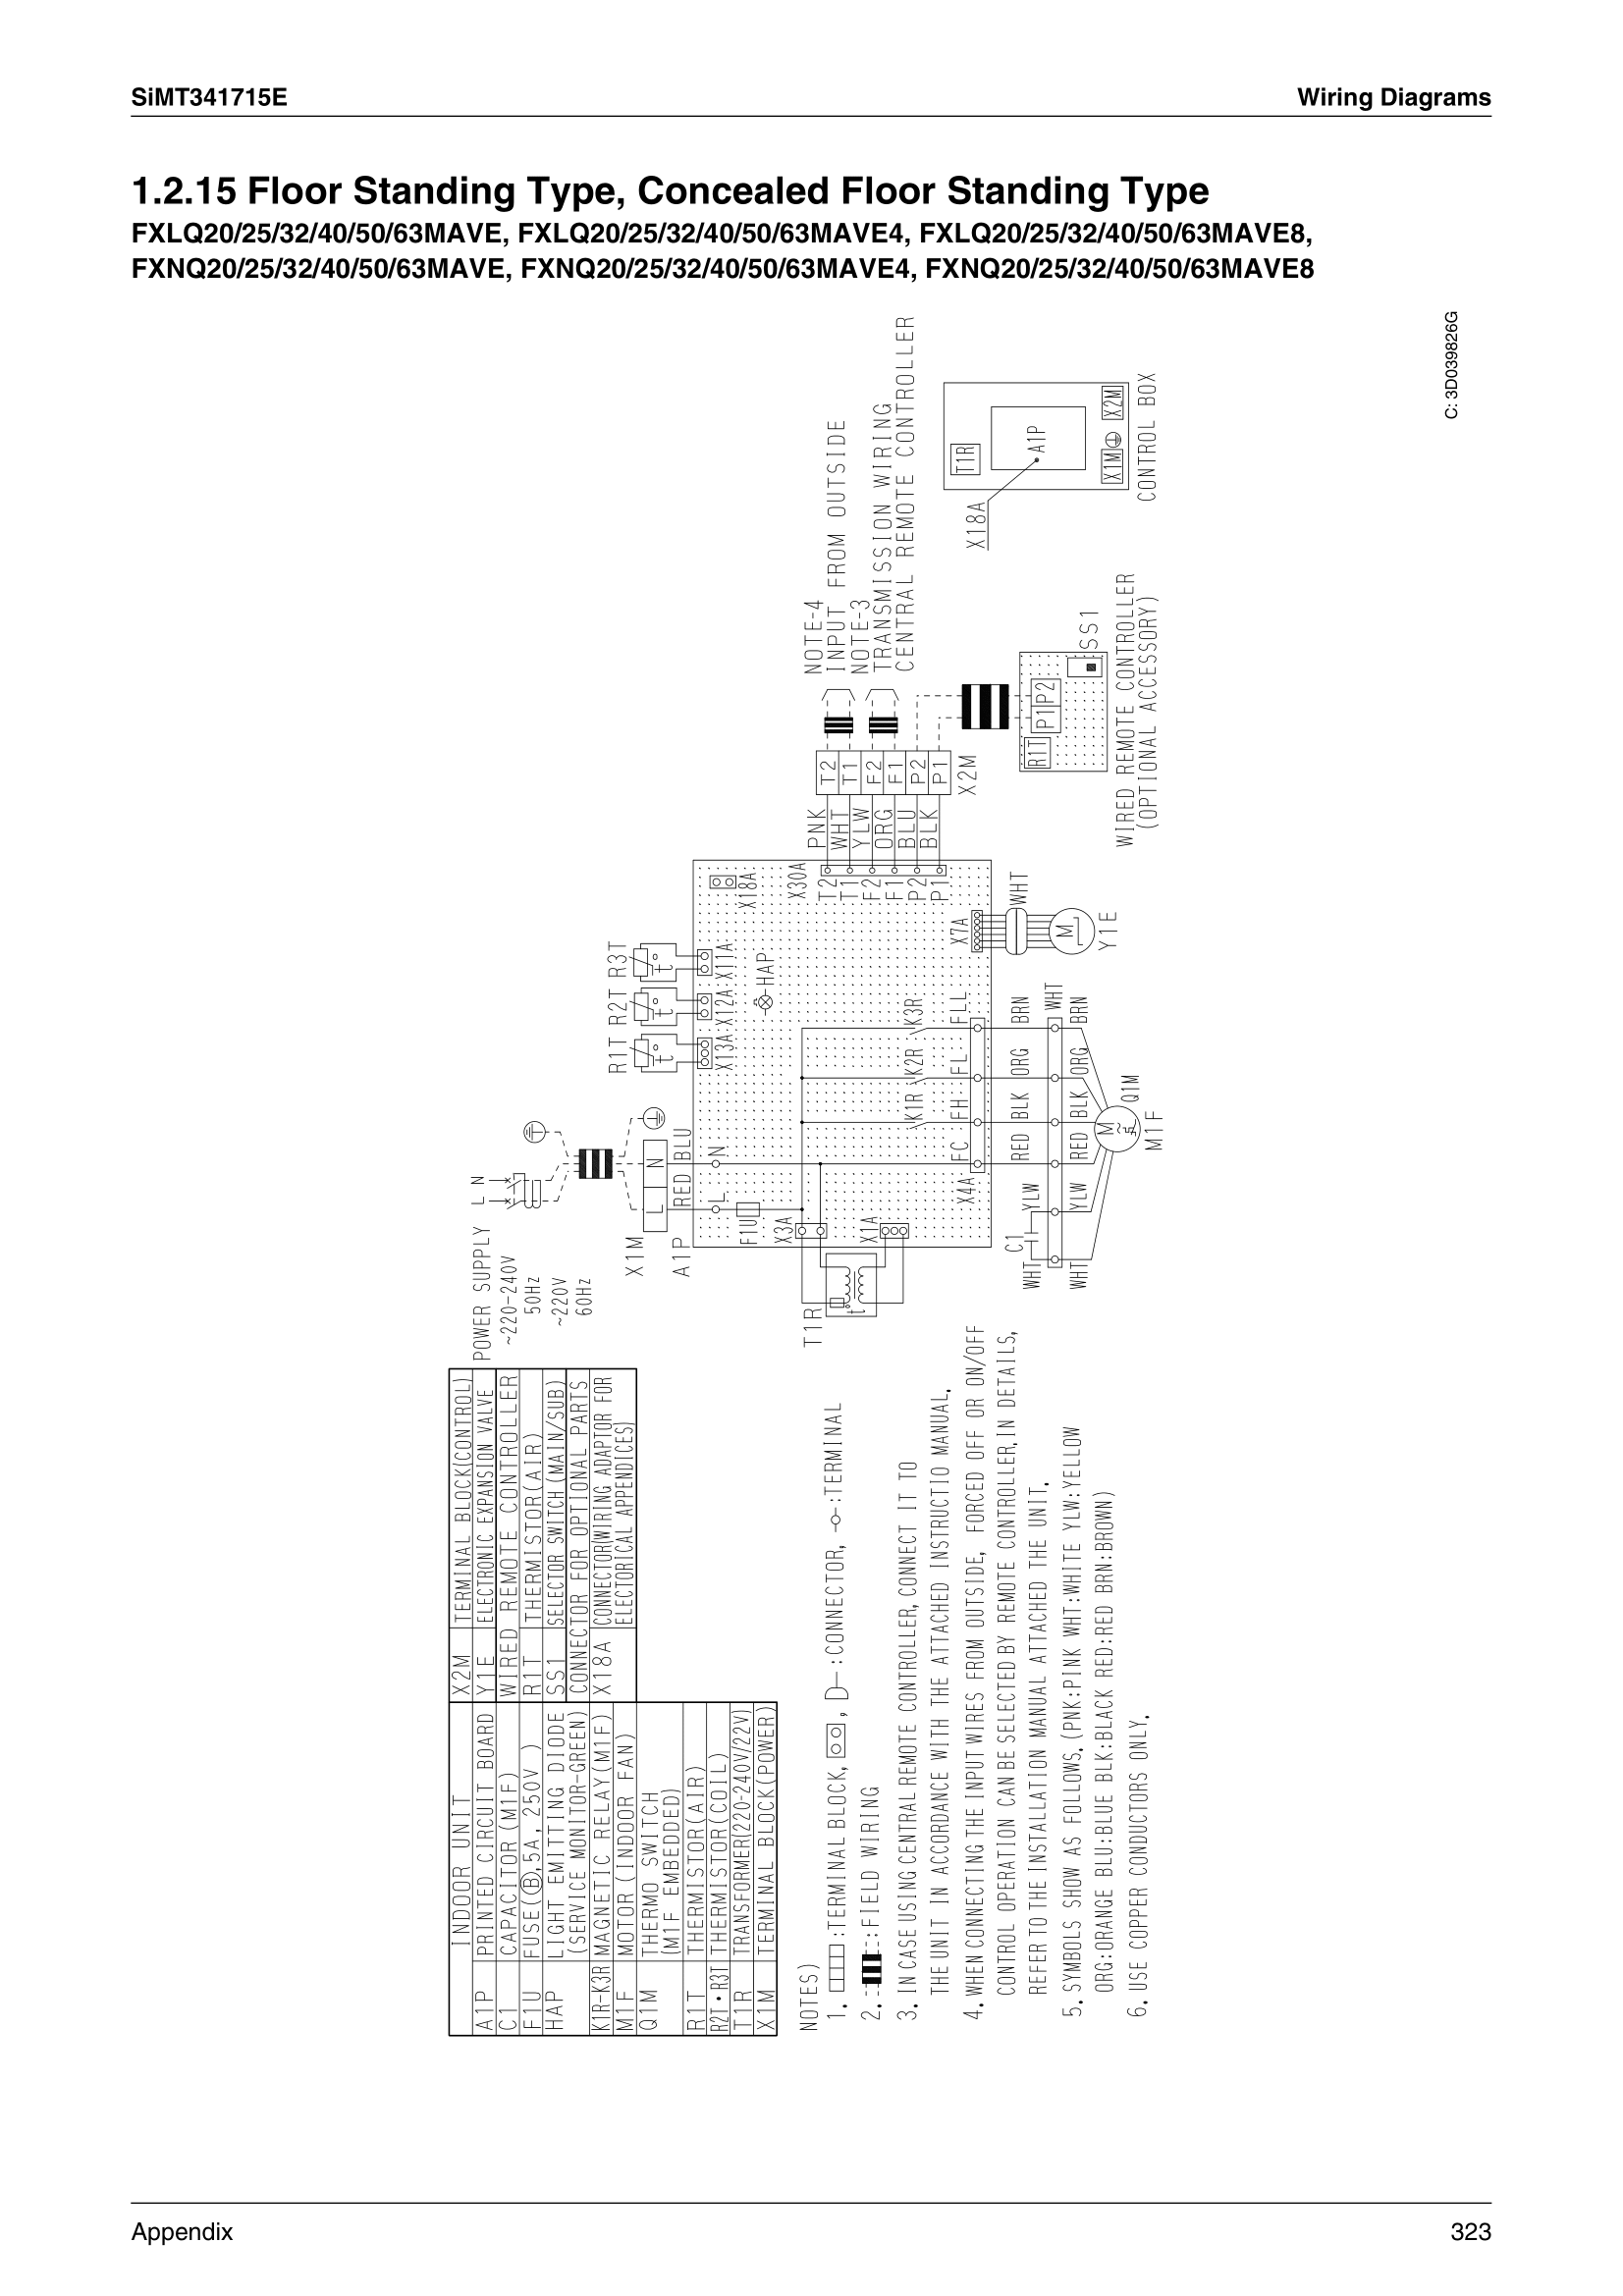 SiMT341715E
Wiring Diagrams
1.2.15 Floor Standing Type, Concealed Floor Standing Type
FXLQ20/25/32/40/50/63MAVE, FXLQ20/25/32/40/50/63MAVE4, FXLQ20/25/32/40/50/63MAVE8,
FXNQ20/25/32/40/50/63MAVE, FXNQ20/25/32/40/50/63MAVE4, FXNQ20/25/32/40/50/63MAVE8
INDOOR UNIT
A1P PRINTED CIRCUIT BOARD
C1 CAPACITOR (M1F)
F1U FUSE(Ⓑ,5A,250V )
HAP LIGHT EMITTING DIODE
(SERVICE MONITOR-GREEN)
K1R-K3R MAGNETIC RELAY(M1F)
M1F MOTOR (INDOOR FAN)
Q1M THERMO SWITCH
(M1F EMBEDDED)
R1T THERMISTOR(AIR)
R2T・R3T THERMISTOR(COIL)
T1R TRANSFORMER(220-240V/22V)
X1M TERMINAL BLOCK(POWER)
X2M TERMINAL BLOCK(CONTROL)
Y1E ELECTRONIC EXPANSION VALVE
WIRED REMOTE CONTROLLER
R1T THERMISTOR(AIR)
SS1 SELECTOR SWITCH (MAIN/SUB)
CONNECTOR FOR OPTIONAL PARTS
X18A CONNECTOR(WIRING ADAPTOR FOR
ELECTORICAL APPENDICES)
POWER SUPPLY L N
~220-240V
50Hz
~220V
60Hz
X1M
L N
A1P
RED BLU
L N
F1U
X3A
X1A
T1R
t°
R1T R2T R3T
t° t° t°
X13A X12A X11A
HAP
X18A
X30A
K1R K2R K3R
X4A FC FH FL FLL
X7A
WHT
M
Y1E
RED BLK ORG BRN
WHT
C1
WHT YLW
WHT YLW RED BLK ORG BRN
M~
Q1M
M1F
T2 PNK T2
T1 WHT T1
F2 YLW F2
F1 ORG F1
P2 BLU P2
P1 BLK P1
X2M
NOTE-4
INPUT FROM OUTSIDE
NOTE-3
TRANSMISSION WIRING
CENTRAL REMOTE CONTROLLER
R1T P1P2
SS1
WIRED REMOTE CONTROLLER
(OPTIONAL ACCESSORY)
X18A
T1R
A1P
X1M X2M
CONTROL BOX
NOTES)
1. :TERMINAL BLOCK, , :CONNECTOR, :TERMINAL
2. :FIELD WIRING
3. IN CASE USING CENTRAL REMOTE CONTROLLER, CONNECT IT TO
THE UNIT IN ACCORDANCE WITH THE ATTACHED INSTRUCTIO MANUAL.
4. WHEN CONNECTING THE INPUT WIRES FROM OUTSIDE, FORCED OFF OR ON/OFF
CONTROL OPERATION CAN BE SELECTED BY REMOTE CONTROLLER, IN DETAILS,
REFER TO THE INSTALLATION MANUAL ATTACHED THE UNIT.
5. SYMBOLS SHOW AS FOLLOWS. (PNK:PINK WHT:WHITE YLW:YELLOW
ORG:ORANGE BLU:BLUE BLK:BLACK RED:RED BRN:BROWN)
6. USE COPPER CONDUCTORS ONLY.
C: 3D039826G
Appendix
323